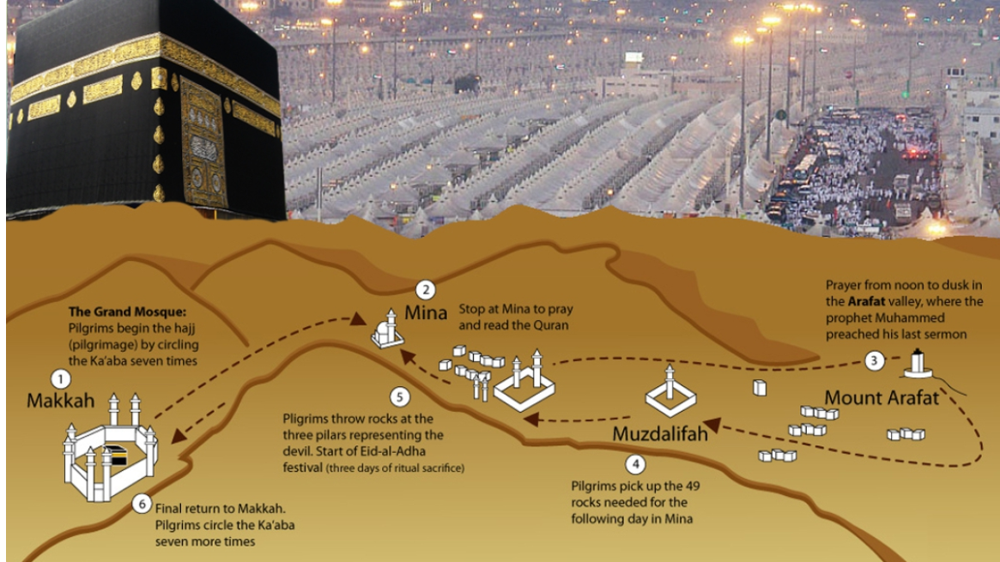 The Grand Mosque:
Pilgrims begin the hajj
(pilgrimage) by circling
the Ka'aba seven times
1
Makkah
2
Mina
Stop at Mina to pray
and read the Quran
Prayer from noon to dusk in
the Arafat valley, where the
prophet Muhammed
preached his last sermon
3
Mount Arafat
Muzdalifah
4
Pilgrims pick up the 49
rocks needed for the
following day in Mina
5
Pligrims throw rocks at the
three pilars representing the
devil. Start of Eid-al-Adha
festival (three days of ritual sacrifice)
6
Final return to Makkah.
Pilgrims circle the Ka'aba
seven more times